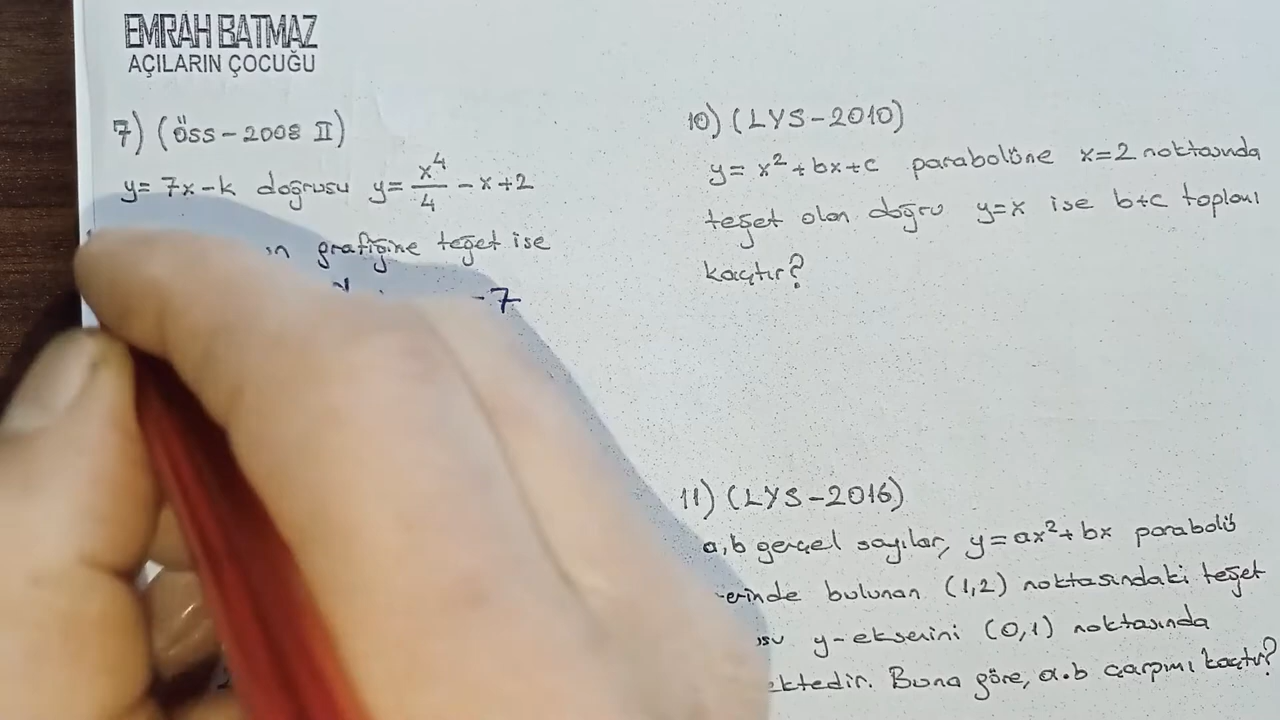 EMRAH BATMAZ
AÇILARIN ÇOCUĞU
7) (ÖSS-2008 II)
y= 7x-k doğrusu y= x⁴/4 -x+2
grafiğine teğet ise
-7
10) (LYS-2010)
y= x²+bx+c parabolüne x=2 noktasında
teğet olan doğru y=x ise b+c toplamı
kaçtır?
11) (LYS-2016)
a,b gerçel sayılar, y=ax²+bx parabolü
erinde bulunan (1,2) noktasındaki teğet
y-eksenini (0,1) noktasında
ektedir. Buna göre, a.b çarpımı kaçtır?